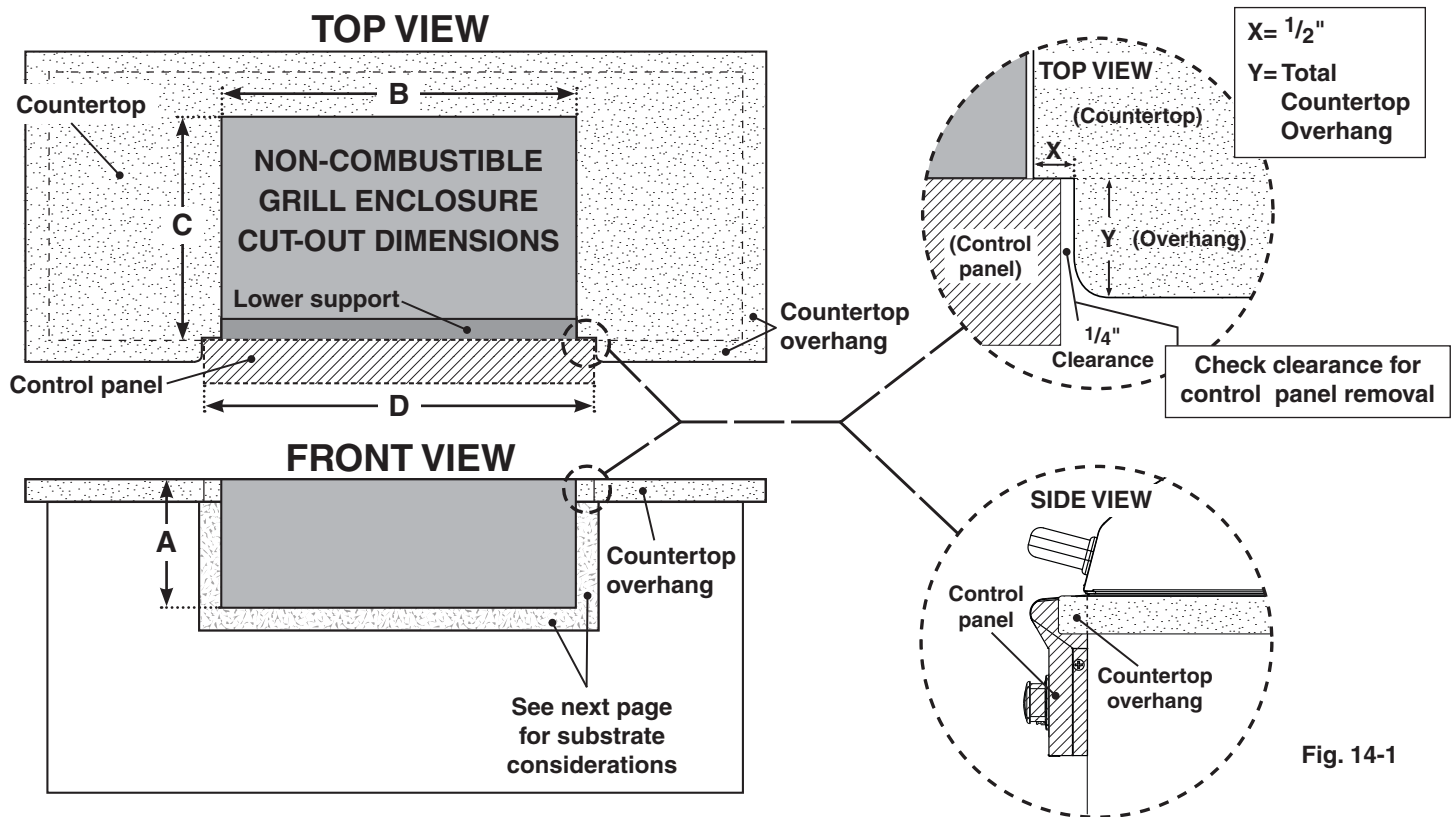 TOP VIEW
Countertop
B
NON-COMBUSTIBLE
GRILL ENCLOSURE
CUT-OUT DIMENSIONS
C
Lower support
Countertop
overhang
Control panel
D
FRONT VIEW
A
Countertop
overhang
See next page
for substrate
considerations
TOP VIEW
(Countertop)
X
(Control
panel)
Y (Overhang)
1/4"
Clearance
X= 1/2"
Y= Total
Countertop
Overhang
Check clearance for
control panel removal
SIDE VIEW
Control
panel
Countertop
overhang
Fig. 14-1